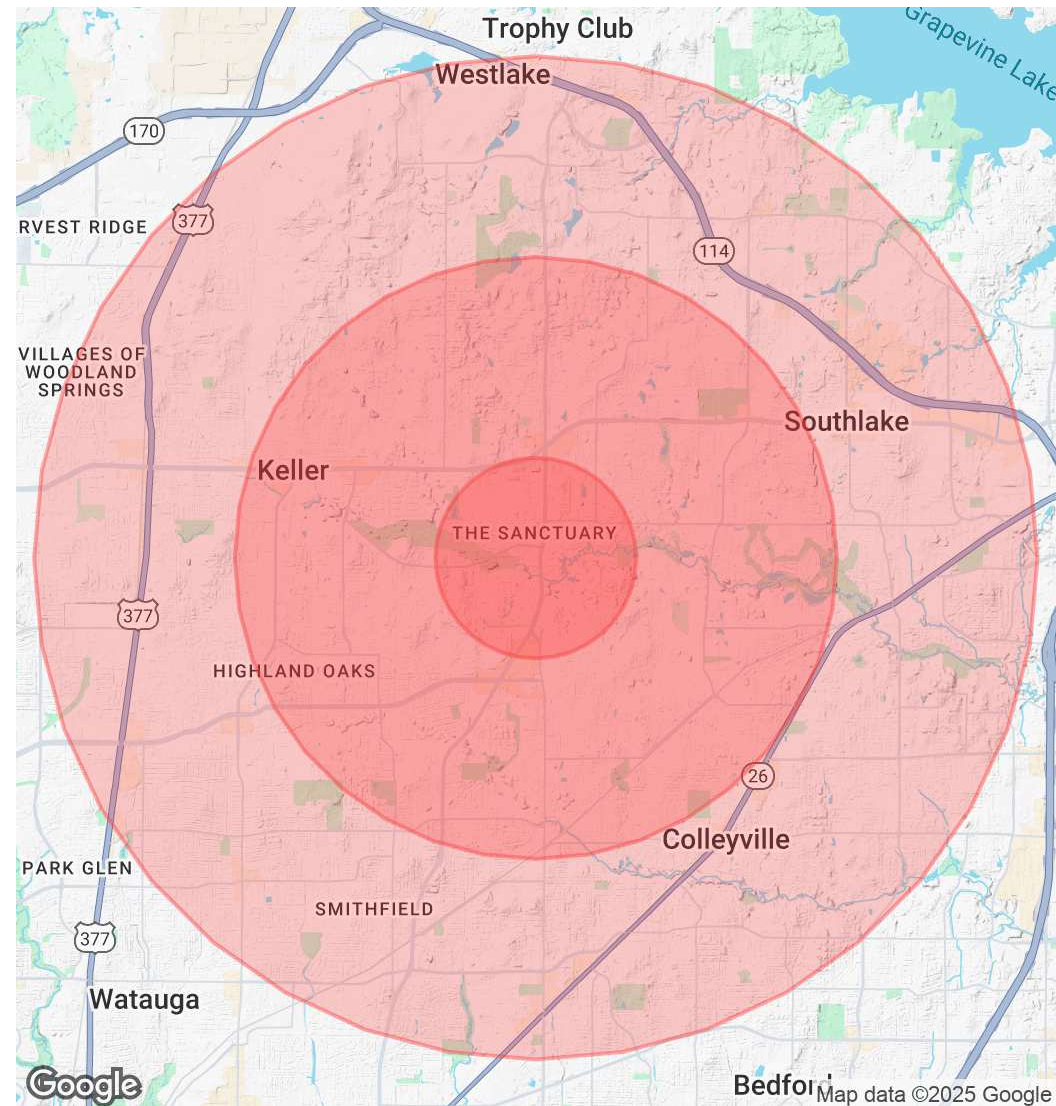 Trophy Club
Grapevine Lake
Westlake
170
RVEST RIDGE
377
114
VILLAGES OF
WOODLAND
SPRINGS
Southlake
Keller
THE SANCTUARY
377
HIGHLAND OAKS
26
Colleyville
PARK GLEN
SMITHFIELD
377
Watauga
Google
Bedford
Map data ©2025 Google